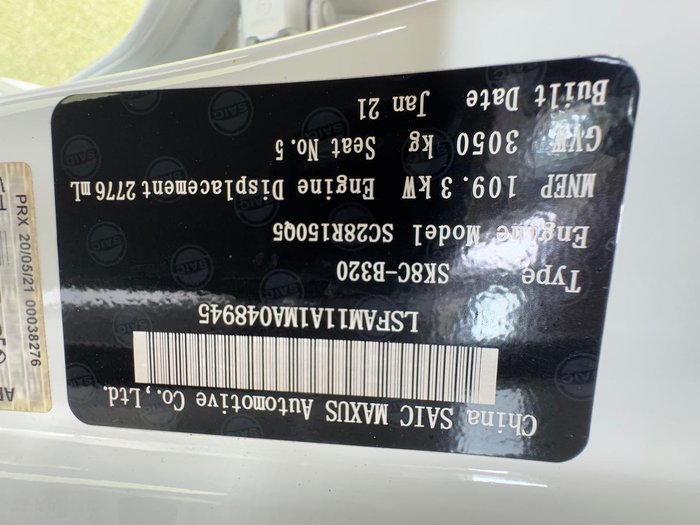 China SAIC MAXUS Automotive Co., Ltd.
LSFAM11A1MA048945
Type SK8C-B320
Engine Model SC28R150Q5
MNEP 109.3 kW Engine Displacement 2776 mL
GVW 3050 kg Seat No. 5
Built Date Jan 21
PRX 20/05/21 00038276